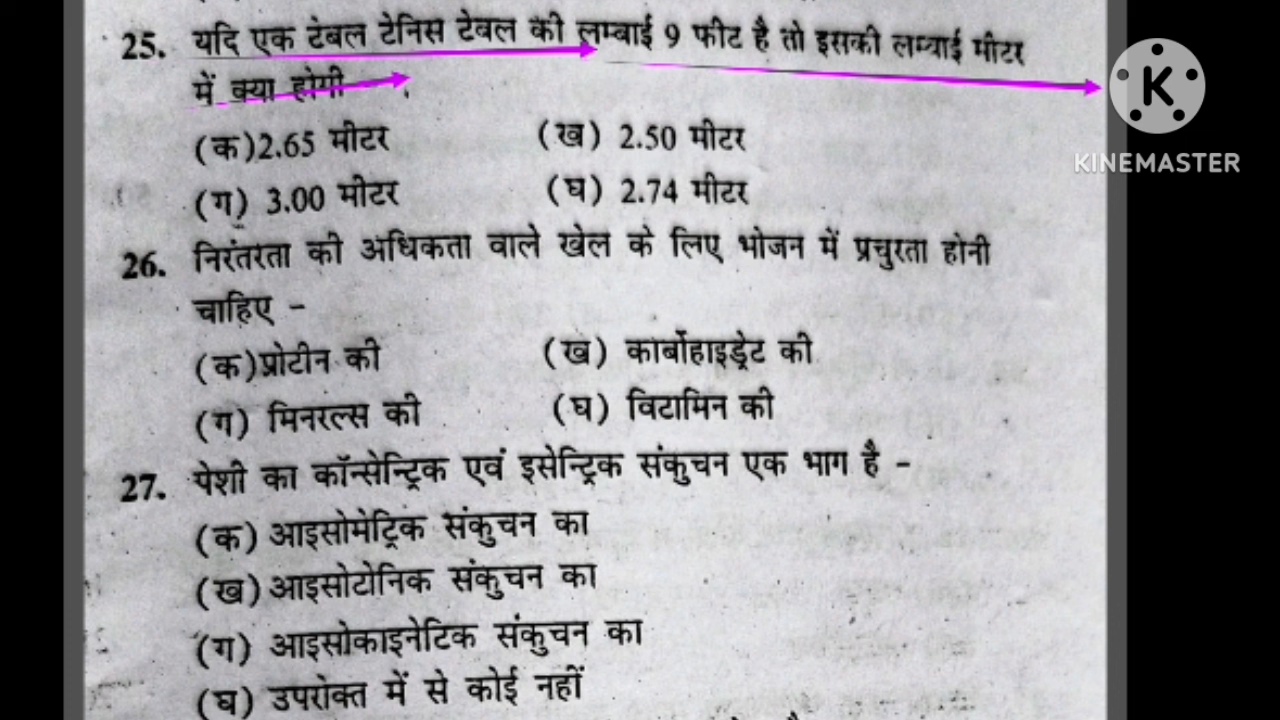 25. यदि एक टेबल टेनिस टेबल की लम्बाई 9 फीट है तो इसकी लम्वाई मीटर
में क्या होगी
(क)2.65 मीटर (ख) 2.50 मीटर
(ग) 3.00 मीटर (घ) 2.74 मीटर
26. निरंतरता की अधिकता वाले खेल के लिए भोजन में प्रचुरता होनी
चाहिए -
(क)प्रोटीन की (ख) कार्बोहाइड्रेट की
(ग) मिनरल्स की (घ) विटामिन की
27. पेशी का कॉन्सेन्ट्रिक एवं इसेन्ट्रिक संकुचन एक भाग है -
(क) आइसोमेट्रिक संकुचन का
(ख) आइसोटोनिक संकुचन का
(ग) आइसोकाइनेटिक संकुचन का
(घ) उपरोक्त में से कोई नहीं
K
KINEMASTER